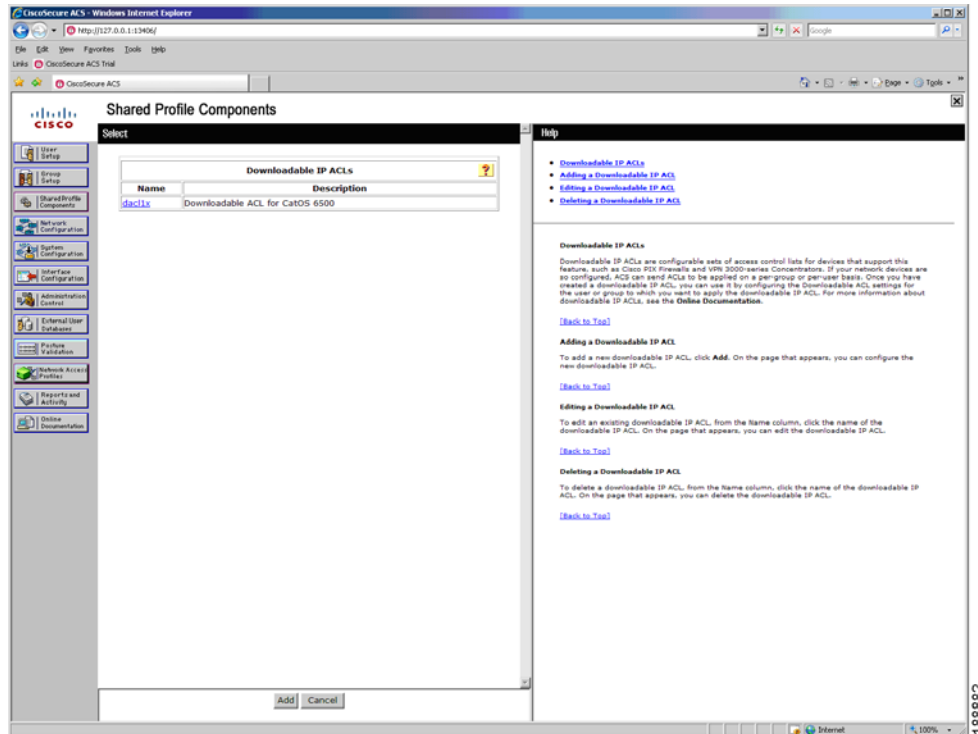 CiscoSecure ACS - Windows Internet Explorer
http://127.0.0.1:13406/
Google
File Edit View Favorites Tools Help
Links CiscoSecure ACS Trial
CiscoSecure ACS
Page Tools
CISCO
Shared Profile Components
Select
Help
User Setup
Group Setup
Shared Profile Components
Network Configuration
System Configuration
Interface Configuration
Administration Control
External User Databases
Posture Validation
Network Access Profiles
Reports and Activity
Online Documentation
Downloadable IP ACLs
?
Name Description
dacl1x Downloadable ACL for CatOS 6500
Add Cancel
Downloadable IP ACLs
Adding a Downloadable IP ACL
Editing a Downloadable IP ACL
Deleting a Downloadable IP ACL
Downloadable IP ACLs
Downloadable IP ACLs are configurable sets of access control lists for devices that support this
feature, such as Cisco PIX Firewalls and VPN 3000-series Concentrators. If your network devices are
so configured, ACS can send ACLs to be applied on a per-group or per-user basis. Once you have
created a downloadable IP ACL, you can use it by configuring the Downloadable ACL settings for
the user or group to which you want to apply the downloadable IP ACL. For more information about
downloadable IP ACLs, see the Online Documentation.
[Back to Top]
Adding a Downloadable IP ACL
To add a new downloadable IP ACL, click Add. On the page that appears, you can configure the
new downloadable IP ACL.
[Back to Top]
Editing a Downloadable IP ACL
To edit an existing downloadable IP ACL, from the Name column, click the name of the
downloadable IP ACL. On the page that appears, you can edit the downloadable IP ACL.
[Back to Top]
Deleting a Downloadable IP ACL
To delete a downloadable IP ACL, from the Name column, click the name of the downloadable IP
ACL. On the page that appears, you can delete the downloadable IP ACL.
[Back to Top]
Internet
100%
188882